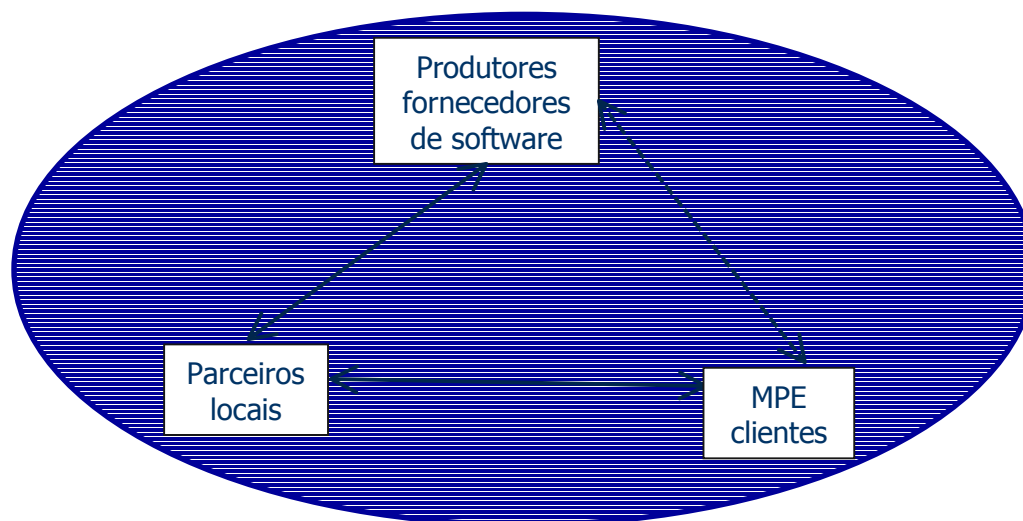 Produtores
fornecedores
de software
Parceiros
locais
MPE
clientes